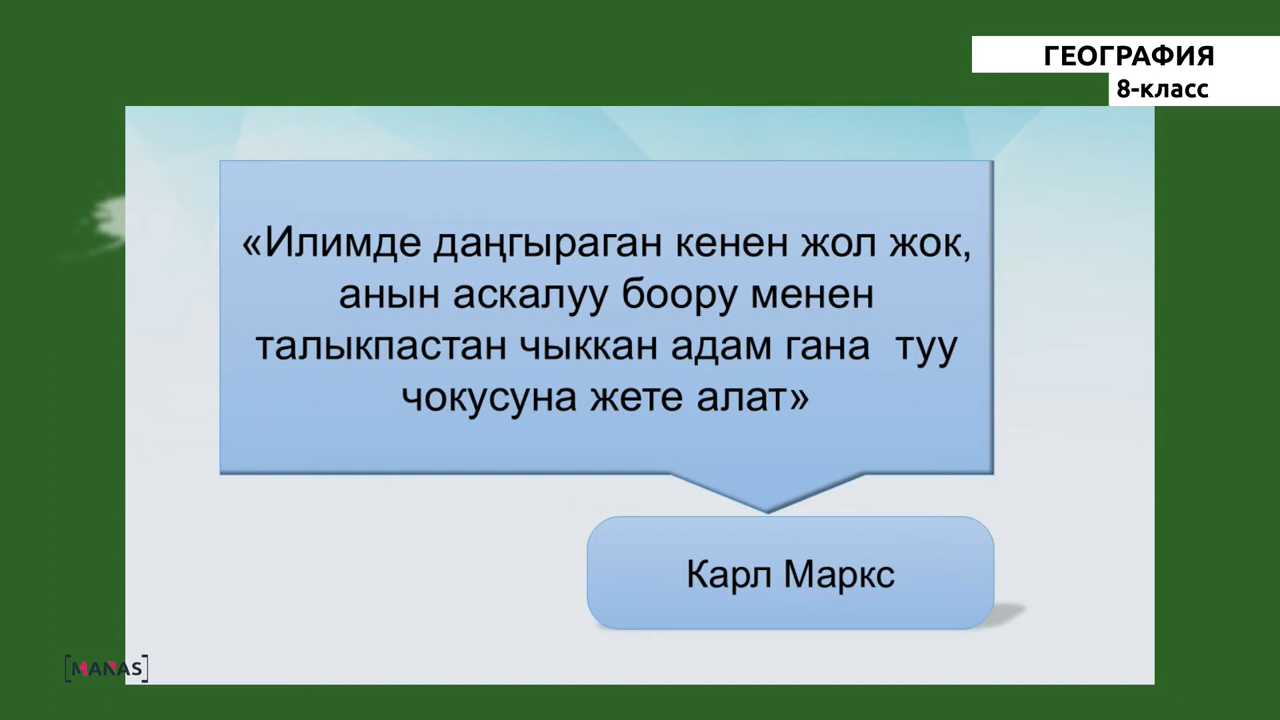 ГЕОГРАФИЯ
8-класс
«Илимде даңгыраган кенен жол жок,
анын аскалуу боору менен
талыкпастан чыккан адам гана туу
чокусуна жете алат»
Карл Маркс
[MANAS]